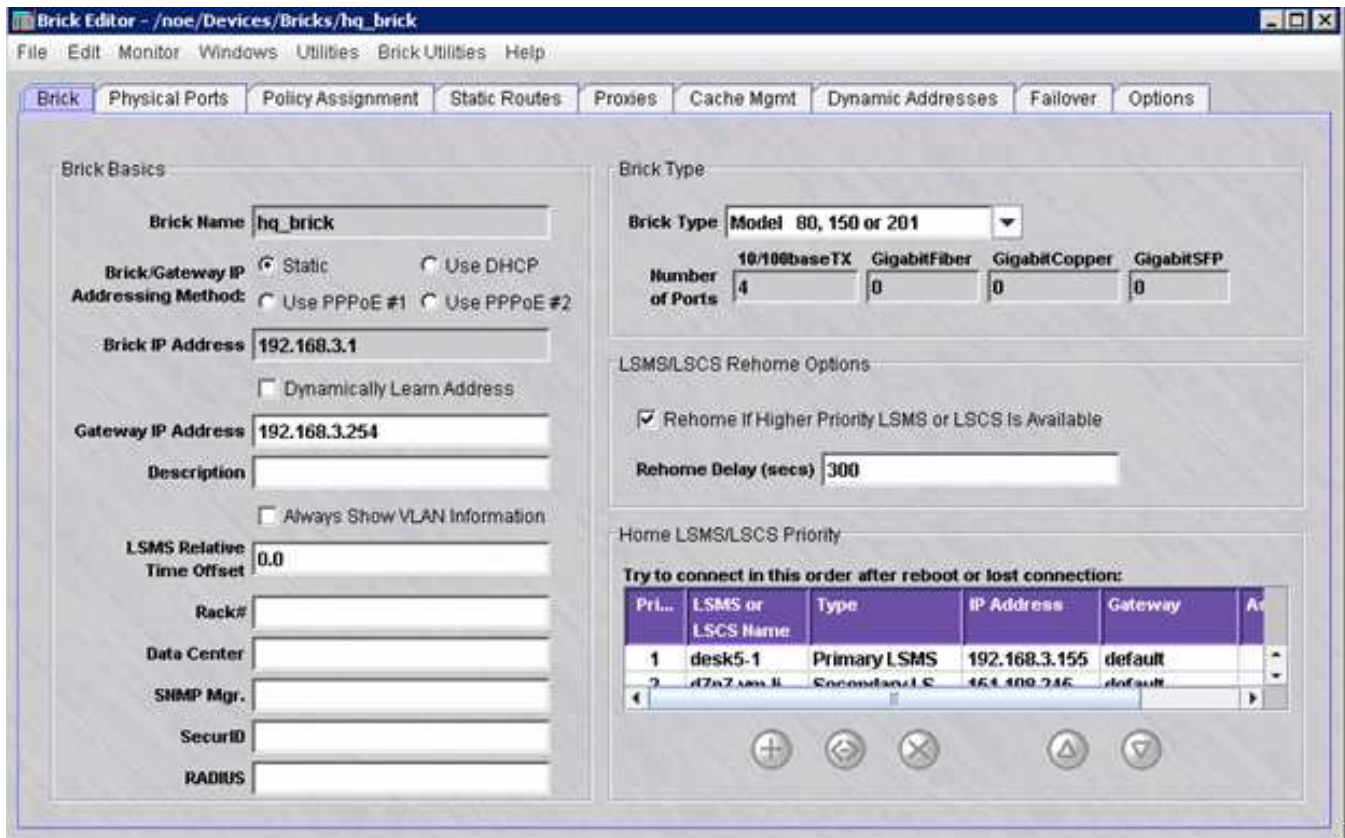 Brick Editor - /noe/Devices/Bricks/hq_brick
File Edit Monitor Windows Utilities Brick Utilities Help
Brick Physical Ports Policy Assignment Static Routes Proxies Cache Mgmt Dynamic Addresses Failover Options
Brick Basics
Brick Name hq_brick
Brick/Gateway IP
Addressing Method:
Static Use DHCP
Use PPPoE #1 Use PPPoE #2
Brick IP Address 192.168.3.1
Dynamically Learn Address
Gateway IP Address 192.168.3.254
Description
Always Show VLAN Information
LSMS Relative
Time Offset
0.0
Rack#
Data Center
SNMP Mgr.
SecurID
RADIUS
Brick Type
Brick Type Model 80, 150 or 201
10/100baseTX GigabitFiber GigabitCopper GigabitSFP
Number
of Ports
4 0 0 0
LSMS/LSCS Rehome Options
Rehome If Higher Priority LSMS or LSCS Is Available
Rehome Delay (secs) 300
Home LSMS/LSCS Priority
Try to connect in this order after reboot or lost connection:
Pri... LSMS or Type IP Address Gateway
LSCS Name
1 desk5-1 Primary LSMS 192.168.3.155 default
2 default